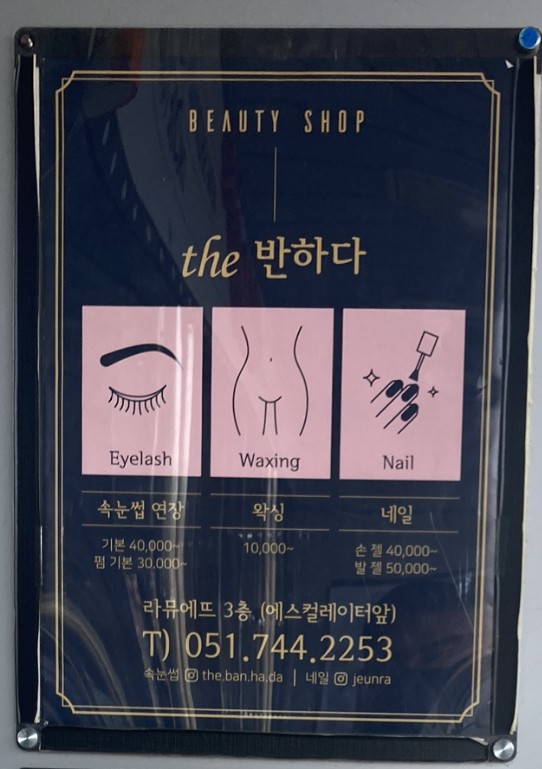 BEAUTY SHOP
the 반하다
Eyelash
Waxing
Nail
속눈썹 연장
왁싱
네일
기본 40,000~
펌 기본 30.000~
10,000~
손 젤 40,000~
발 젤 50,000~
라뮤에뜨 3층 (에스컬레이터앞)
T) 051.744.2253
속눈썹 the.ban.ha.da | 네일 jeunra